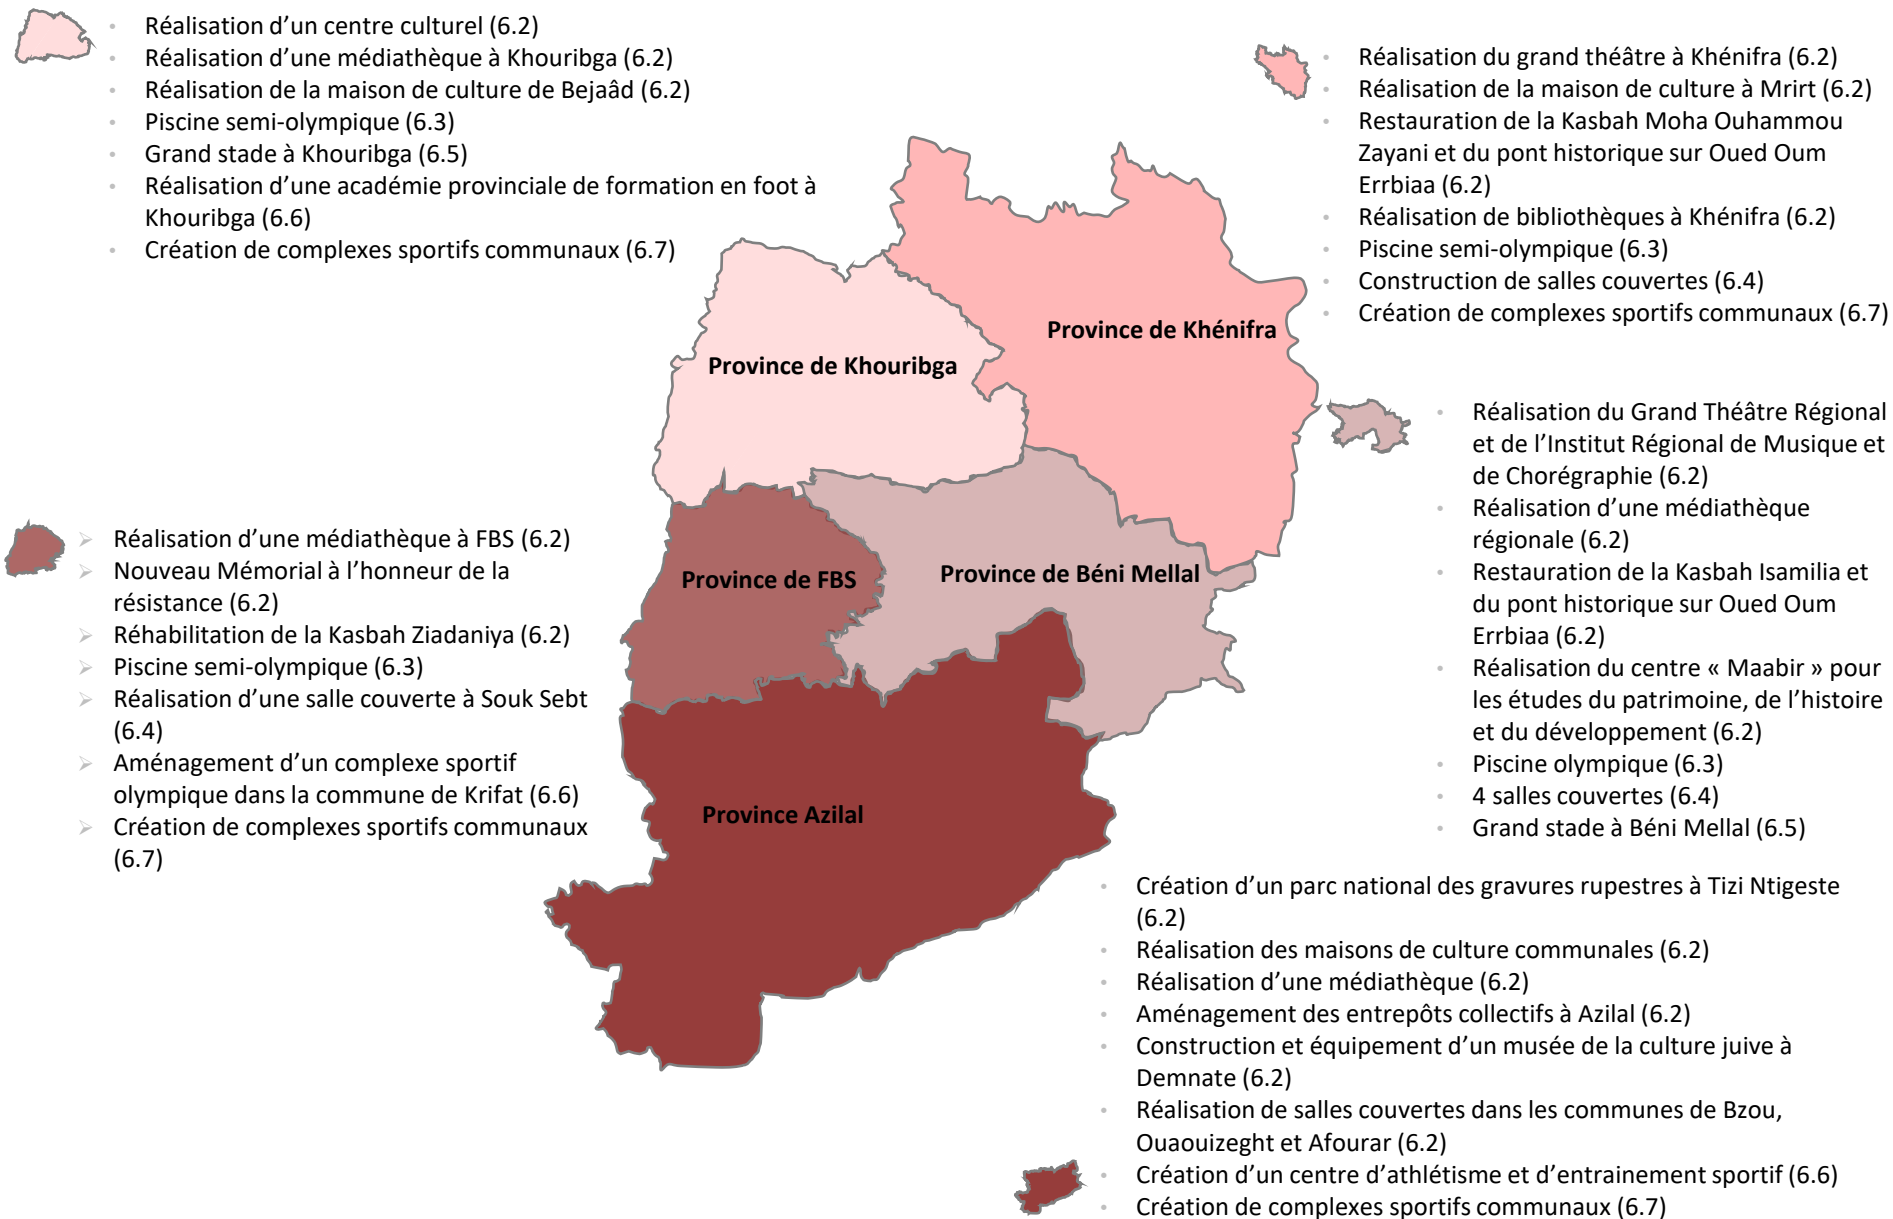 Réalisation d’un centre culturel (6.2)
Réalisation d’une médiathèque à Khouribga (6.2)
Réalisation de la maison de culture de Bejaâd (6.2)
Piscine semi-olympique (6.3)
Grand stade à Khouribga (6.5)
Réalisation d’une académie provinciale de formation en foot à
Khouribga (6.6)
Création de complexes sportifs communaux (6.7)
Réalisation du grand théâtre à Khénifra (6.2)
Réalisation de la maison de culture à Mrirt (6.2)
Restauration de la Kasbah Moha Ouhammou
Zayani et du pont historique sur Oued Oum
Errbiaa (6.2)
Réalisation de bibliothèques à Khénifra (6.2)
Piscine semi-olympique (6.3)
Construction de salles couvertes (6.4)
Création de complexes sportifs communaux (6.7)
Province de Khénifra
Province de Khouribga
Province de FBS
Province de Béni Mellal
Province Azilal
Réalisation du Grand Théâtre Régional
et de l’Institut Régional de Musique et
de Chorégraphie (6.2)
Réalisation d’une médiathèque
régionale (6.2)
Restauration de la Kasbah Isamilia et
du pont historique sur Oued Oum
Errbiaa (6.2)
Réalisation du centre « Maabir » pour
les études du patrimoine, de l’histoire
et du développement (6.2)
Piscine olympique (6.3)
4 salles couvertes (6.4)
Grand stade à Béni Mellal (6.5)
Réalisation d’une médiathèque à FBS (6.2)
Nouveau Mémorial à l’honneur de la
résistance (6.2)
Réhabilitation de la Kasbah Ziadaniya (6.2)
Piscine semi-olympique (6.3)
Réalisation d’une salle couverte à Souk Sebt
(6.4)
Aménagement d’un complexe sportif
olympique dans la commune de Krifat (6.6)
Création de complexes sportifs communaux
(6.7)
Création d’un parc national des gravures rupestres à Tizi Ntigeste
(6.2)
Réalisation des maisons de culture communales (6.2)
Réalisation d’une médiathèque (6.2)
Aménagement des entrepôts collectifs à Azilal (6.2)
Construction et équipement d’un musée de la culture juive à
Demnate (6.2)
Réalisation de salles couvertes dans les communes de Bzou,
Ouaouizeght et Afourar (6.2)
Création d’un centre d’athlétisme et d’entrainement sportif (6.6)
Création de complexes sportifs communaux (6.7)